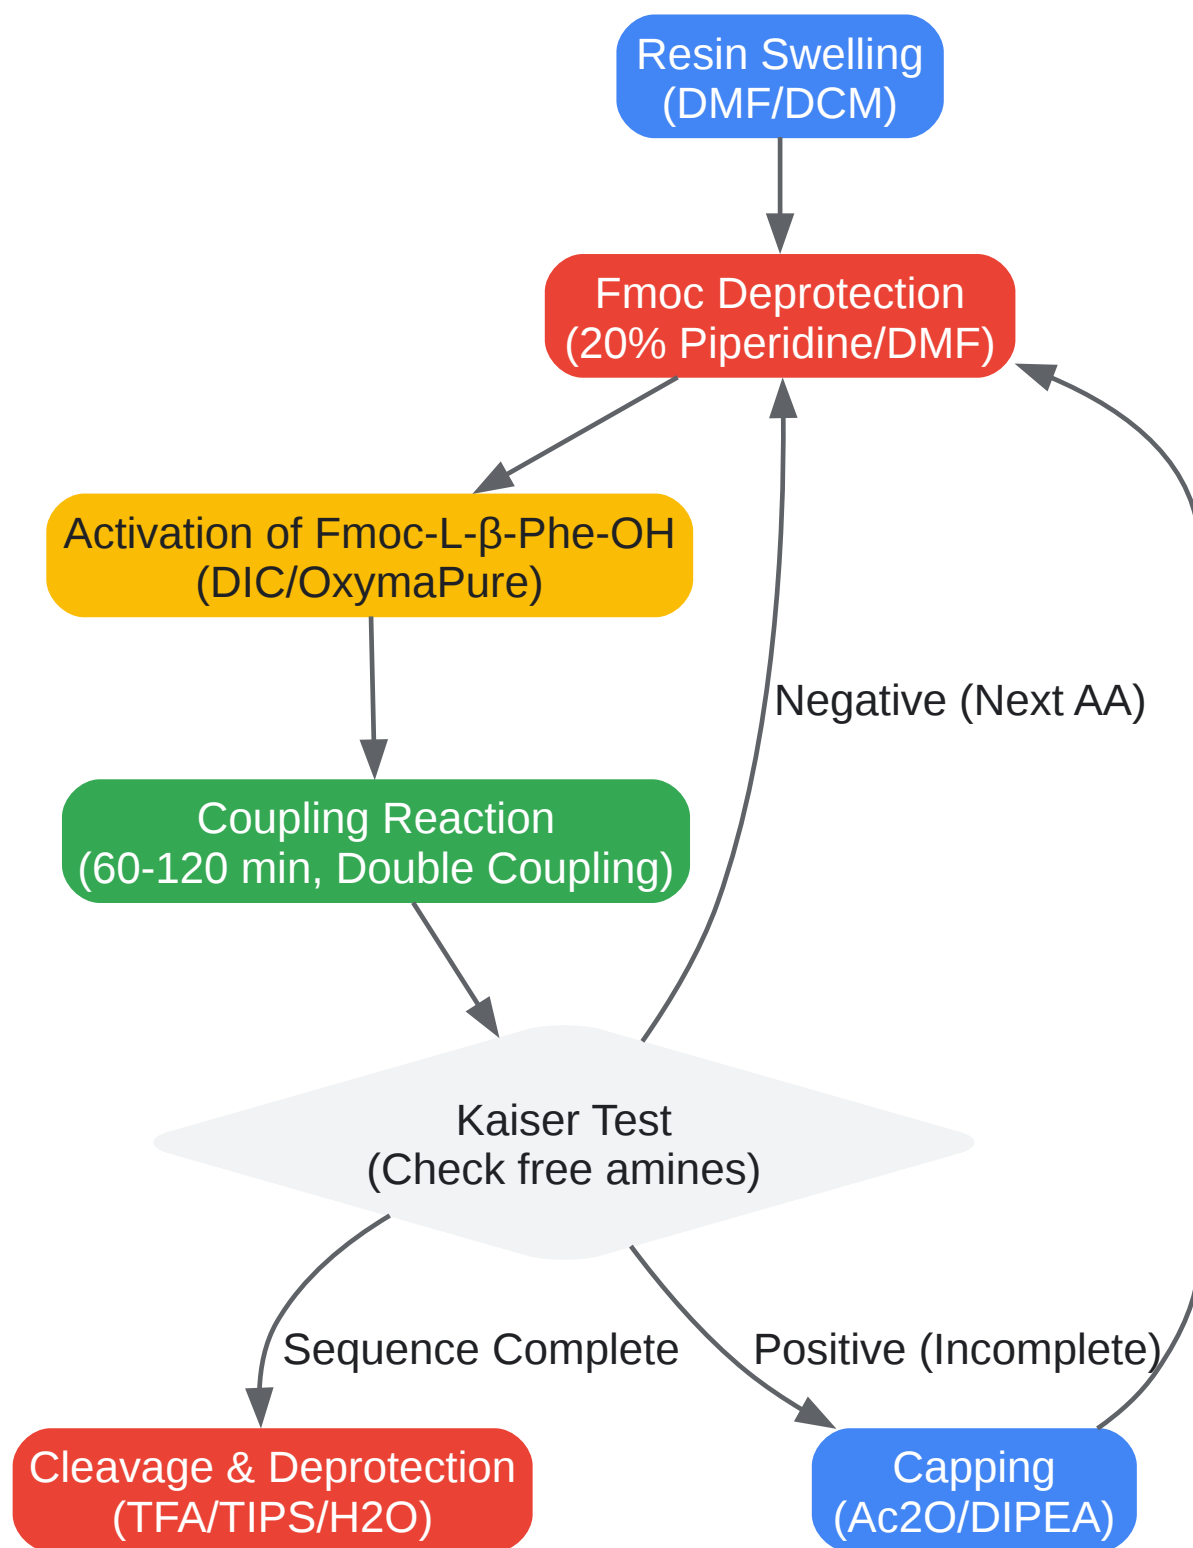 Resin Swelling
(DMF/DCM)
Fmoc Deprotection
(20% Piperidine/DMF)
Activation of Fmoc-L-β-Phe-OH
(DIC/OxymaPure)
Negative (Next AA)
Coupling Reaction
(60-120 min, Double Coupling)
Kaiser Test
(Check free amines)
Sequence Complete
Positive (Incomplete)
Cleavage & Deprotection
(TFA/TIPS/H2O)
Capping
(Ac2O/DIPEA)